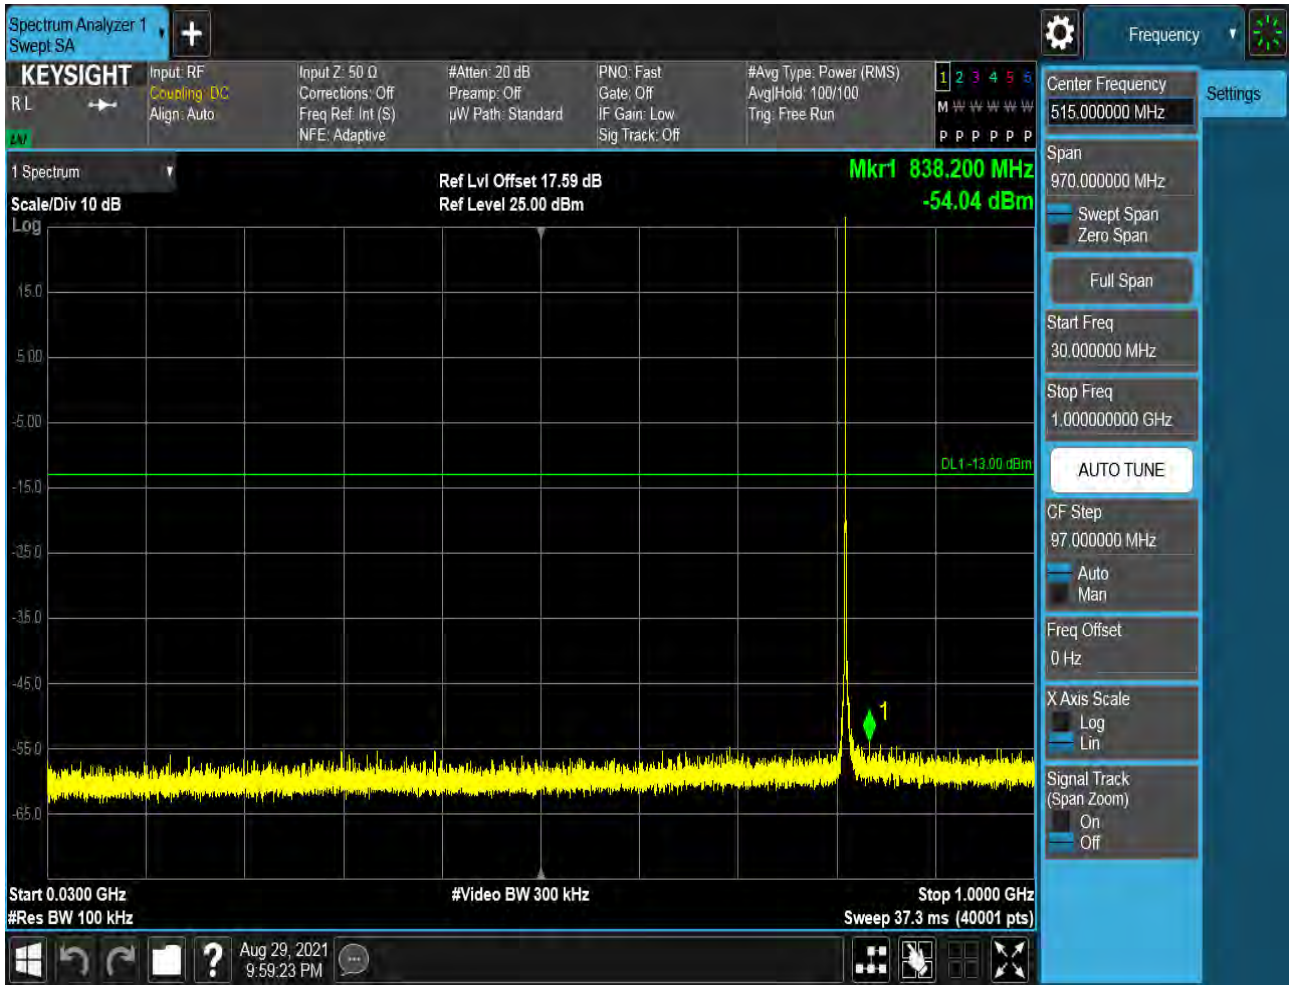 Spectrum Analyzer 1
Swept SA
Frequency
KEYSIGHT
R L
LNI
Input: RF
Coupling: DC
Align: Auto
Input Z: 50 Ω
Corrections: Off
Freq Ref: Int (S)
NFE: Adaptive
#Atten: 20 dB
Preamp: Off
µW Path: Standard
PNO: Fast
Gate: Off
IF Gain: Low
Sig Track: Off
#Avg Type: Power (RMS)
Avg|Hold: 100/100
Trig: Free Run
1 2 3 4 5 6
M W W W W W
P P P P P P
1 Spectrum
Scale/Div 10 dB
Log
Ref Lvl Offset 17.59 dB
Ref Level 25.00 dBm
Mkr1 838.200 MHz
-54.04 dBm
15.0
5.00
-5.00
DL1 -13.00 dBm
-15.0
-25.0
-35.0
-45.0
1
-55.0
-65.0
Start 0.0300 GHz
#Res BW 100 kHz
#Video BW 300 kHz
Stop 1.0000 GHz
Sweep 37.3 ms (40001 pts)
Aug 29, 2021
9:59:23 PM
?
Center Frequency
515.000000 MHz
Settings
Span
970.000000 MHz
Swept Span
Zero Span
Full Span
Start Freq
30.000000 MHz
Stop Freq
1.000000000 GHz
AUTO TUNE
CF Step
97.000000 MHz
Auto
Man
Freq Offset
0 Hz
X Axis Scale
Log
Lin
Signal Track
(Span Zoom)
On
Off